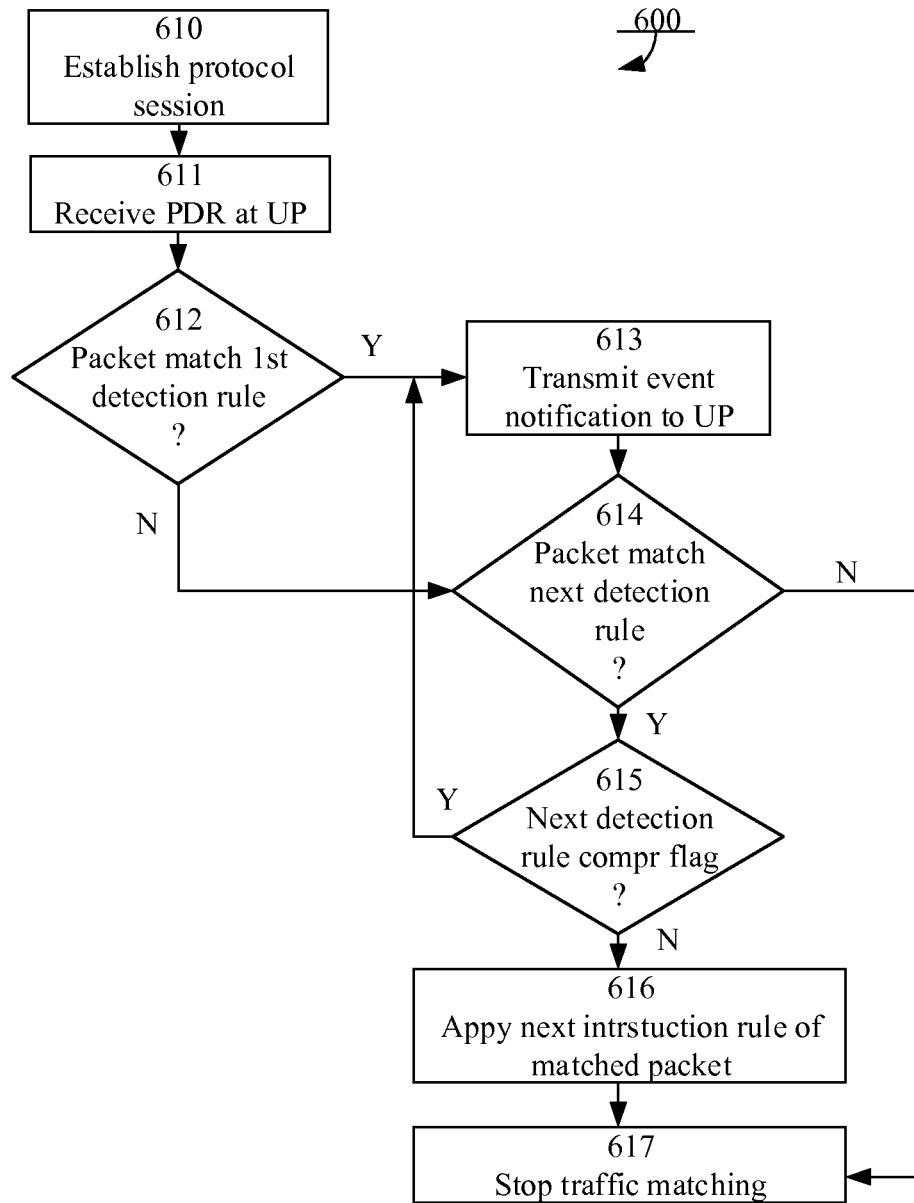 600
610
Establish protocol
session
611
Receive PDR at UP
612
Packet match 1st
detection rule
?
Y
N
613
Transmit event
notification to UP
614
Packet match
next detection
rule
?
N
Y
615
Next detection
rule compr flag
?
Y
N
616
Appy next intrstuction rule of
matched packet
617
Stop traffic matching